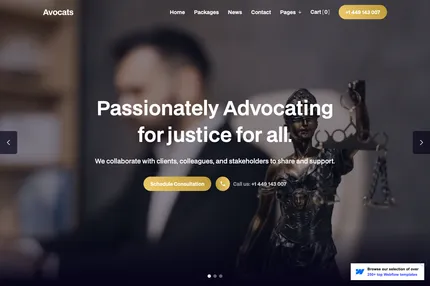 Avocats
Home Packages News Contact Pages + Cart (0) +1 449 143 007
Passionately Advocating
for justice for all.
We collaborate with clients, colleagues, and stakeholders to share and support.
Schedule Consultation Call us: +1 449 143 007
Browse our selection of over
200+ top Webflow templates